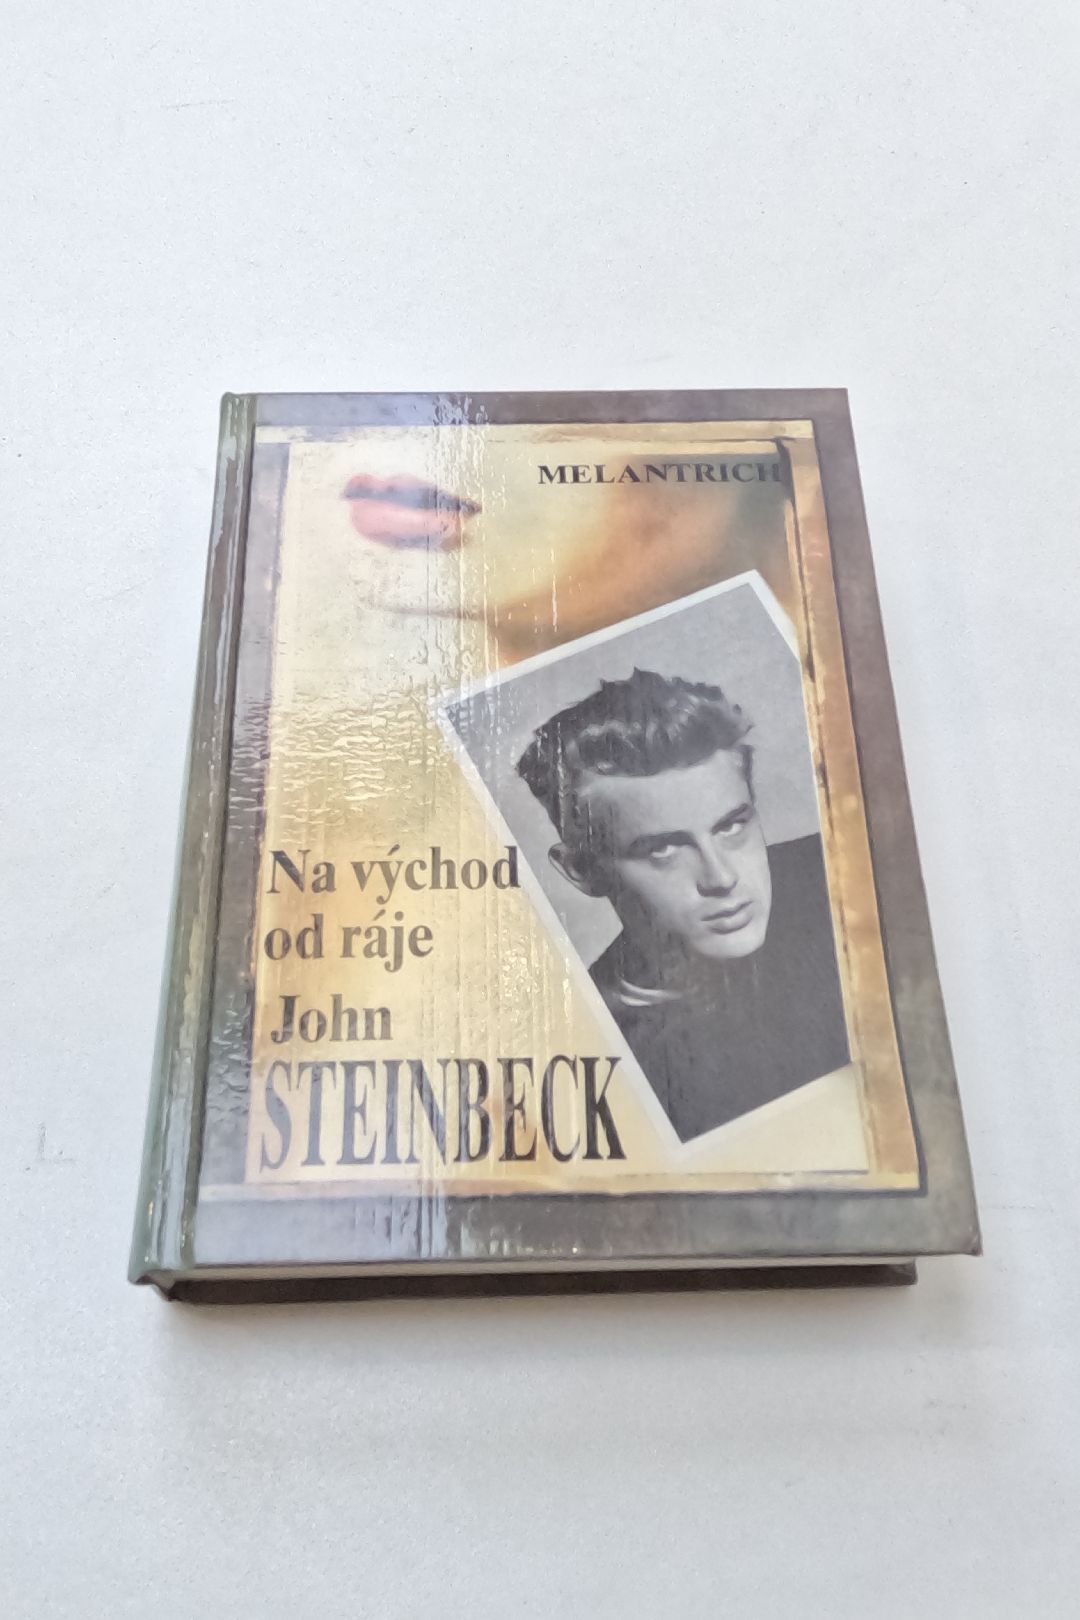 MELANTRICH
Na východ
od ráje
John
STEINBECK